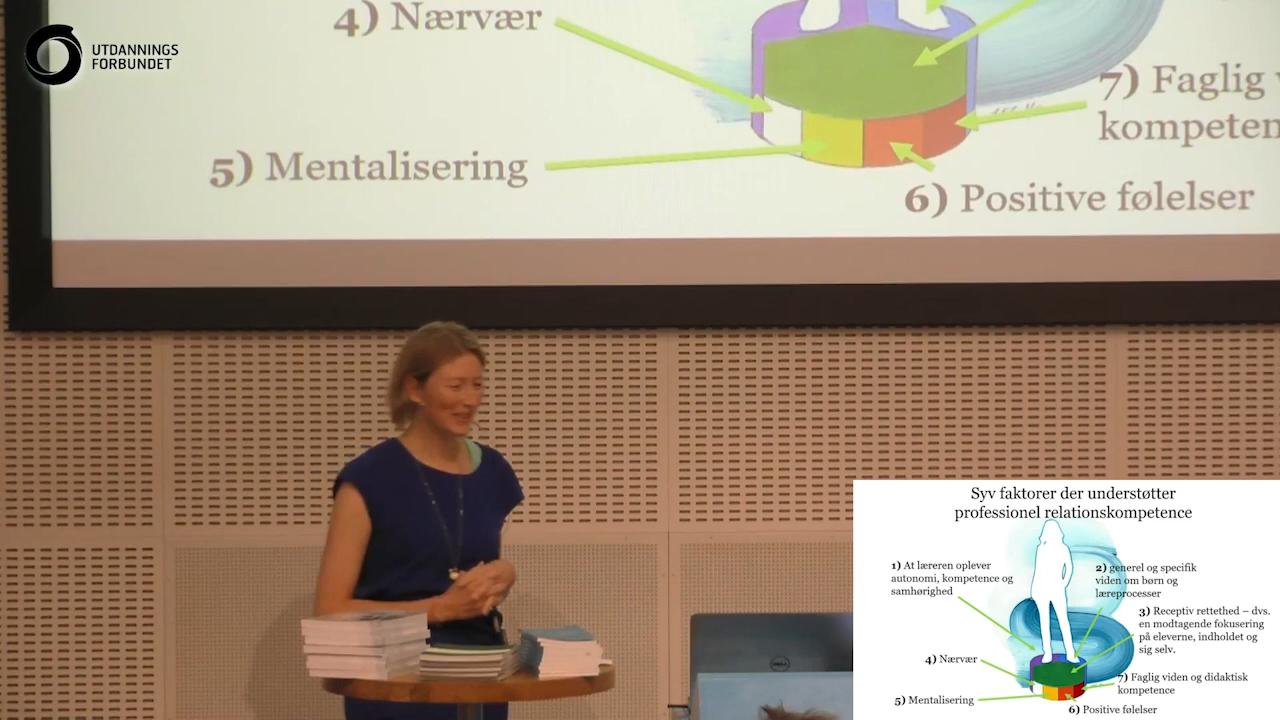 UTDANNINGS
FORBUNDET
4) Nærvær
5) Mentalisering
7) Faglig
6) Positive følelser
DELL
Syv faktorer der understøtter
professionel relationskompetence
1) At læreren oplever
autonomi, kompetence og
samhørighed
2) generel og specifik
viden om børn og
læreprocesser
3) Receptiv rettethed – dvs.
en modtagende fokusering
på eleverne, indholdet og
sig selv.
4) Nærvær
5) Mentalisering
7) Faglig viden og didaktisk
kompetence
6) Positive følelser